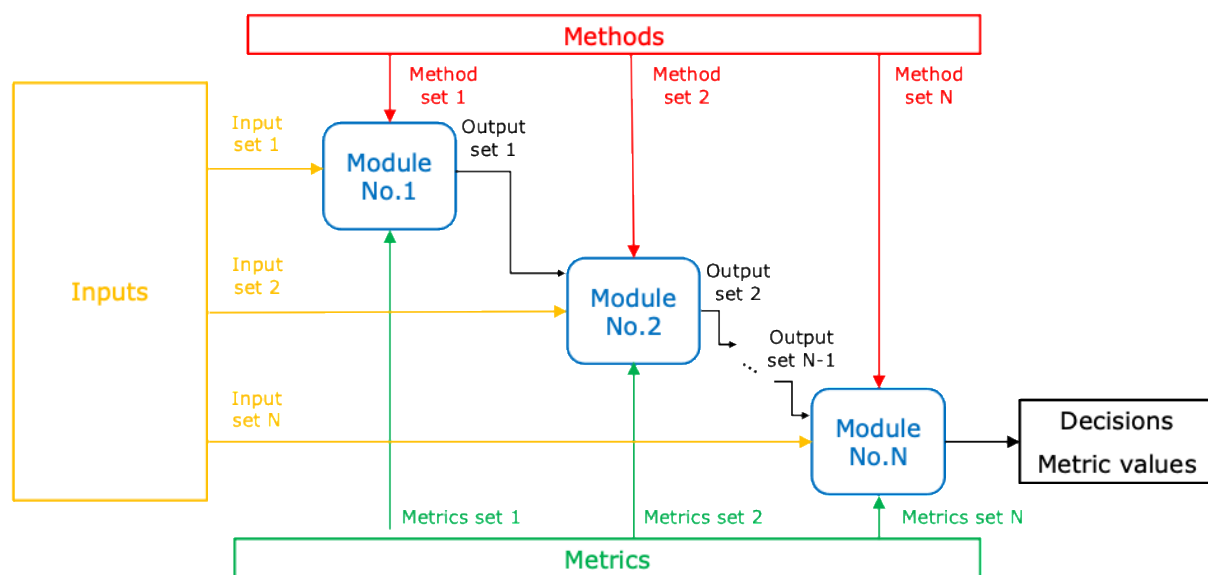 Methods
Method
set 1
Method
set 2
Method
set N
Input
set 1
Output
set 1
Module
No.1
Inputs
Input
set 2
Output
set 2
Module
No.2
Output
set N-1
...
Input
set N
Module
No.N
Decisions
Metric values
Metrics set 1
Metrics set 2
Metrics set N
Metrics